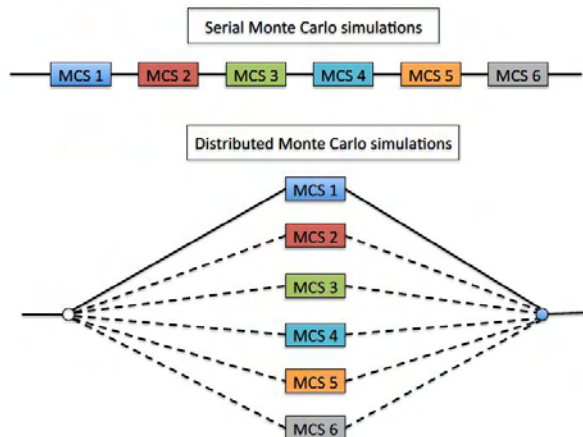 Serial Monte Carlo simulations
MCS 1 MCS 2 MCS 3 MCS 4 MCS 5 MCS 6
Distributed Monte Carlo simulations
MCS 1
MCS 2
MCS 3
MCS 4
MCS 5
MCS 6